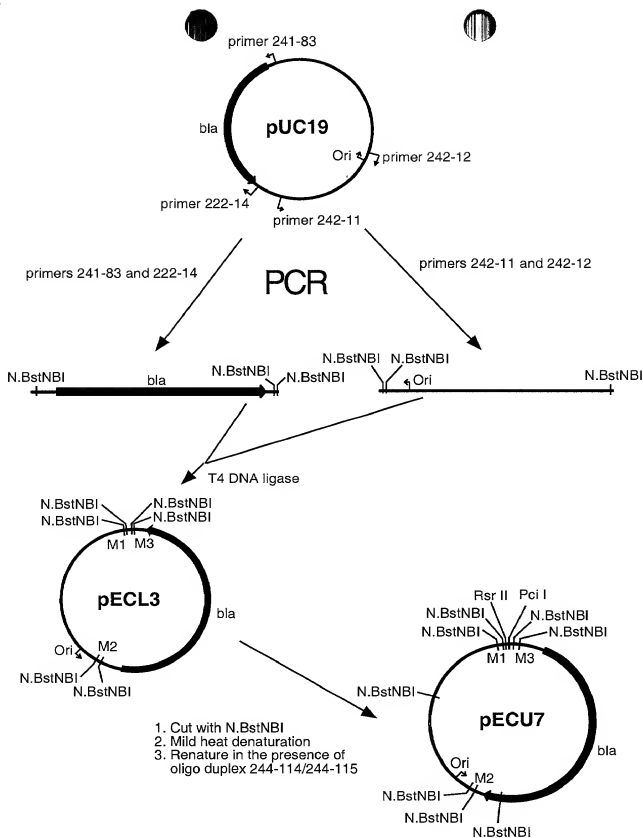 primer 241-83
bla
pUC19
Ori
primer 242-12
primer 222-14
primer 242-11
primers 241-83 and 222-14
PCR
primers 242-11 and 242-12
N.BstNBI
bla
N.BstNBI
N.BstNBI
N.BstNBI
N.BstNBI
Ori
N.BstNBI
T4 DNA ligase
N.BstNBI
N.BstNBI
N.BstNBI
N.BstNBI
M1
M3
pECL3
bla
Ori
M2
N.BstNBI
N.BstNBI
1. Cut with N.BstNBI
2. Mild heat denaturation
3. Renature in the presence of
oligo duplex 244-114/244-115
Rsr II
Pci I
N.BstNBI
N.BstNBI
N.BstNBI
N.BstNBI
M1
M3
N.BstNBI
pECU7
bla
Ori
M2
N.BstNBI
N.BstNBI
N.BstNBI